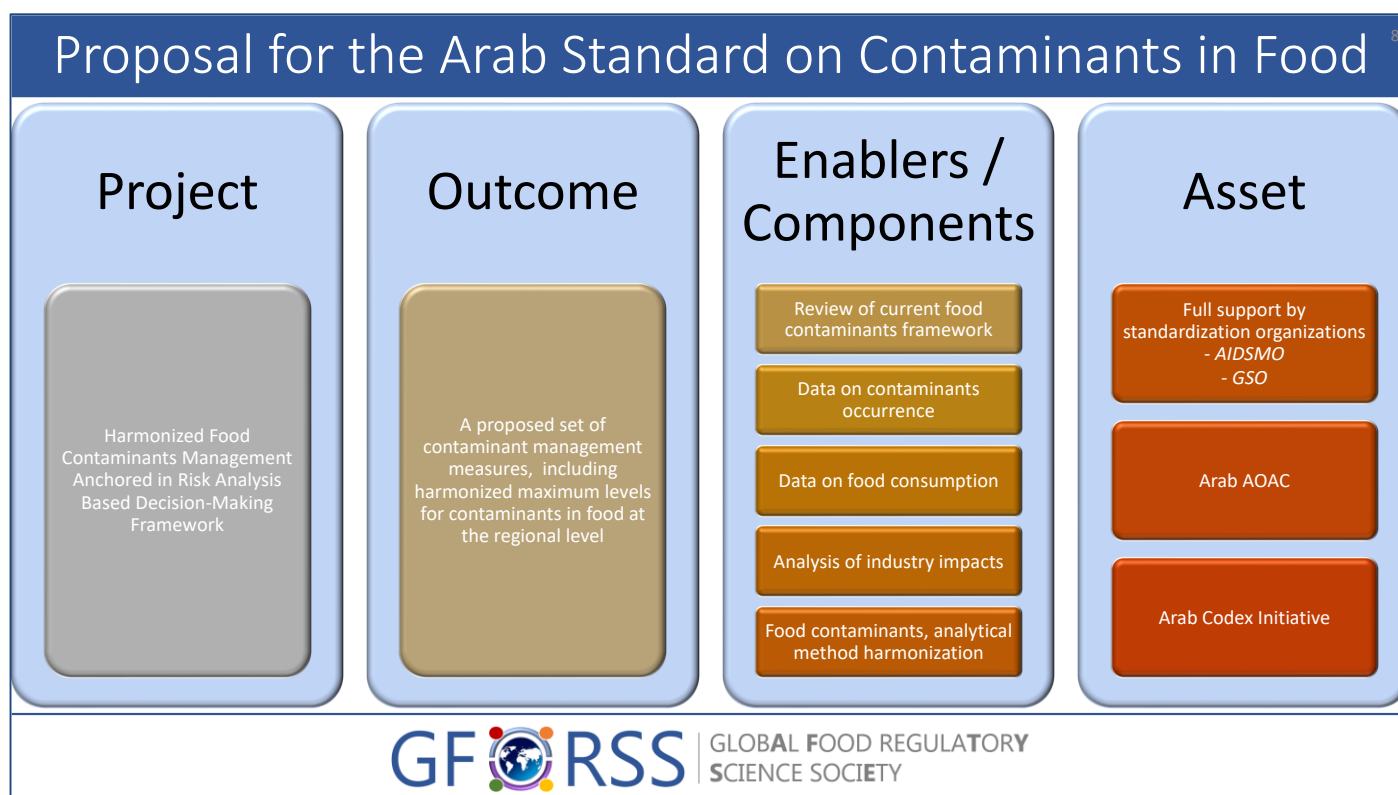 Proposal for the Arab Standard on Contaminants in Food
8
Project
Harmonized Food
Contaminants Management
Anchored in Risk Analysis
Based Decision-Making
Framework
Outcome
A proposed set of
contaminant management
measures, including
harmonized maximum levels
for contaminants in food at
the regional level
Enablers /
Components
Review of current food
contaminants framework
Data on contaminants
occurrence
Data on food consumption
Analysis of industry impacts
Food contaminants, analytical
method harmonization
Asset
Full support by
standardization organizations
- AIDSMO
- GSO
Arab AOAC
Arab Codex Initiative
GF RSS
GLOBAL FOOD REGULATORY
SCIENCE SOCIETY